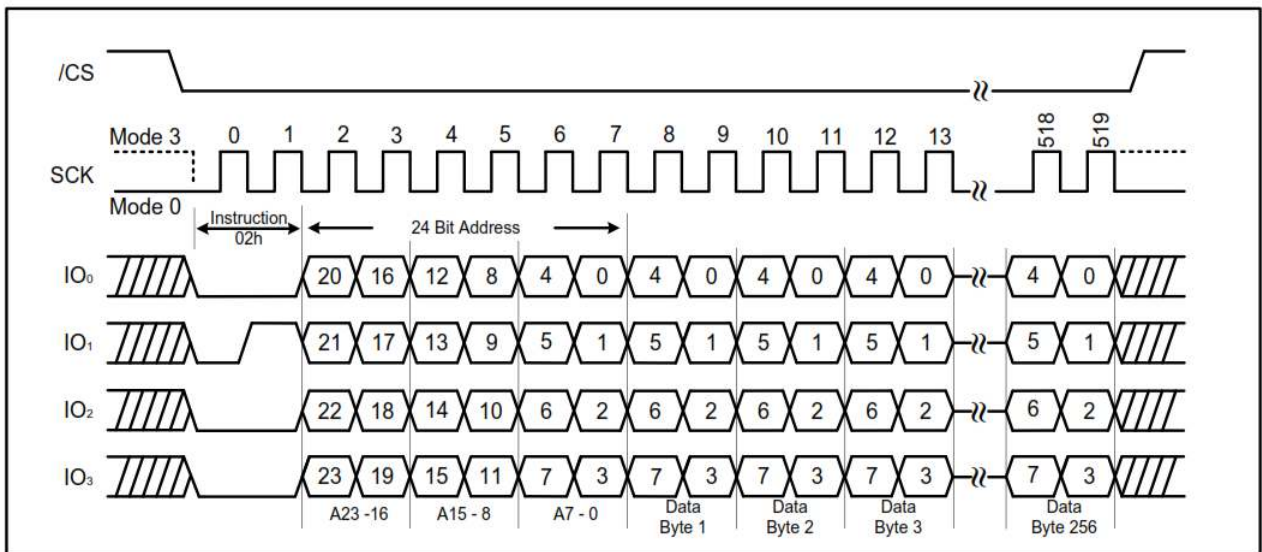 /CS
Mode 3 0 1 2 3 4 5 6 7 8 9 10 11 12 13 518 519
SCK
Mode 0
Instruction
02h
24 Bit Address
IO₀ 20 16 12 8 4 0 4 0 4 0 4 0 4 0
IO₁ 21 17 13 9 5 1 5 1 5 1 5 1 5 1
IO₂ 22 18 14 10 6 2 6 2 6 2 6 2 6 2
IO₃ 23 19 15 11 7 3 7 3 7 3 7 3 7 3
A23 -16 A15 - 8 A7 - 0
Data
Byte 1
Data
Byte 2
Data
Byte 3
Data
Byte 256